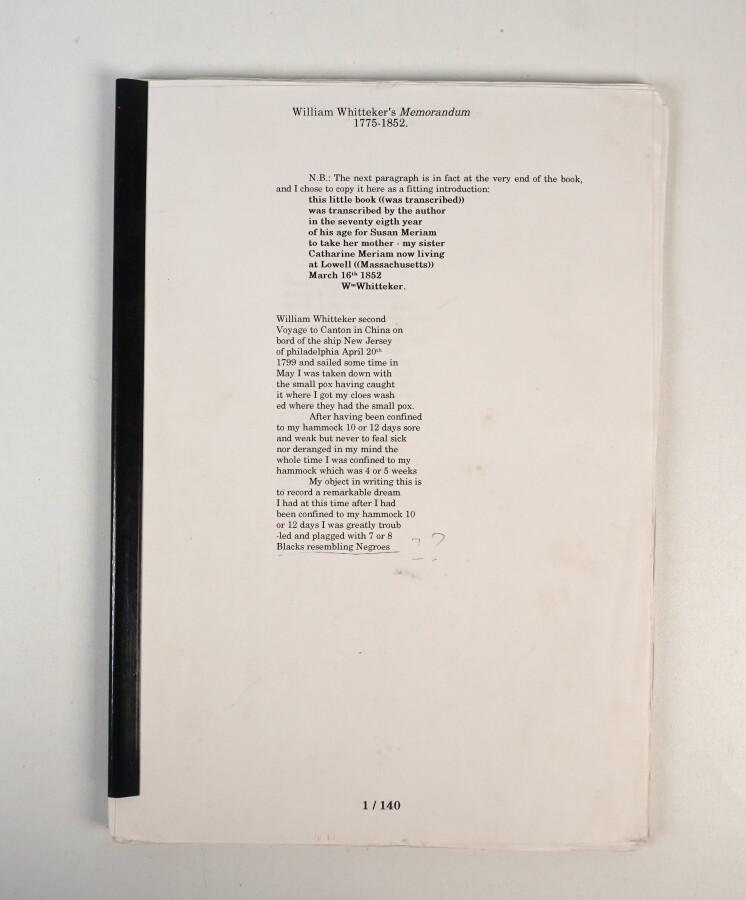 William Whitteker's Memorandum
1775-1852.
N.B.: The next paragraph is in fact at the very end of the book,
and I chose to copy it here as a fitting introduction:
this little book ((was transcribed))
was transcribed by the author
in the seventy eigth year
of his age for Susan Meriam
to take her mother - my sister
Catharine Meriam now living
at Lowell ((Massachusetts))
March 16th 1852
WmWhitteker.
William Whitteker second
Voyage to Canton in China on
bord of the ship New Jersey
of philadelphia April 20th
1799 and sailed some time in
May I was taken down with
the small pox having caught
it where I got my cloes wash
ed where they had the small pox.
After having been confined
to my hammock 10 or 12 days sore
and weak but never to feal sick
nor deranged in my mind the
whole time I was confined to my
hammock which was 4 or 5 weeks
My object in writing this is
to record a remarkable dream
I had at this time after I had
been confined to my hammock 10
or 12 days I was greatly troub
-led and plagged with 7 or 8
Blacks resembling Negroes ??
1 / 140